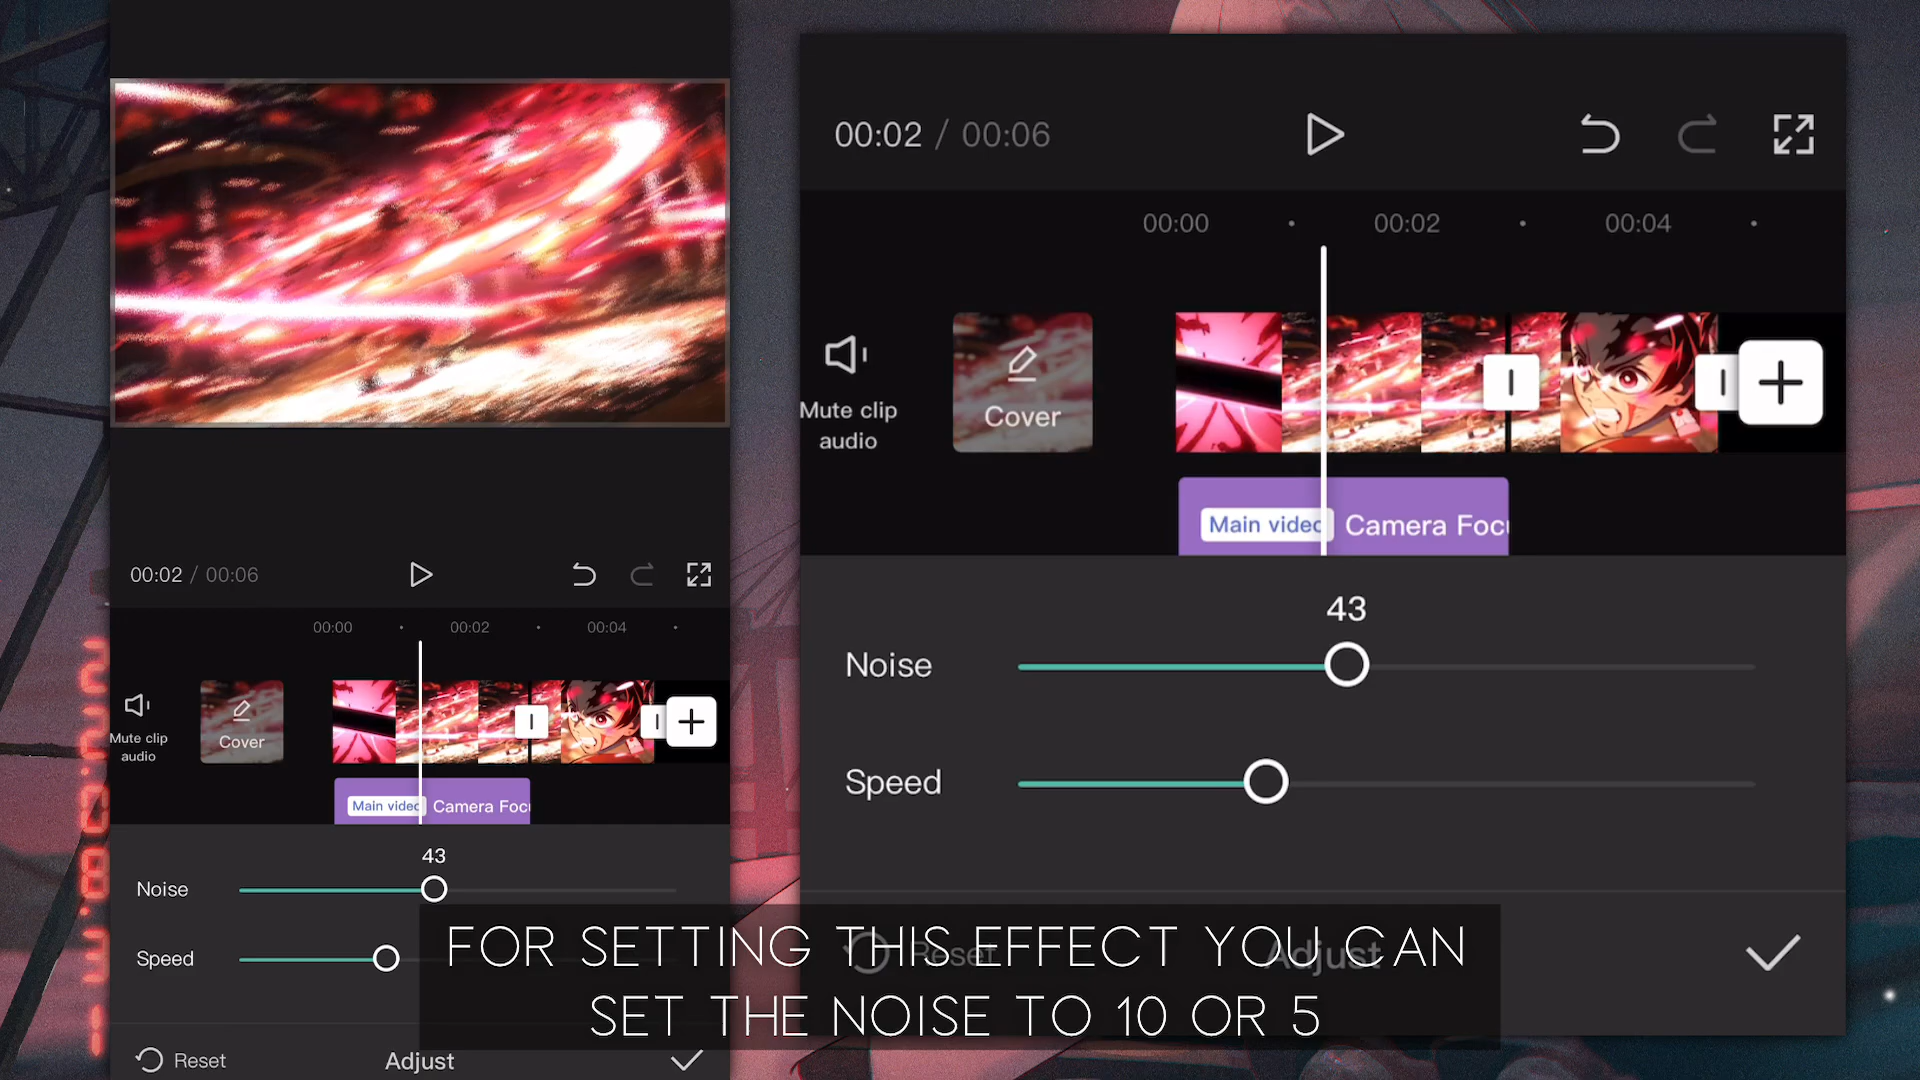 00:02 / 00:06
00:00 00:02 00:04
Mute clip
audio
Cover
Main video Camera Foc
43
Noise
Speed
Reset Adjust
00:02 / 00:06
00:00 00:02 00:04
Mute clip
audio
Cover
Main video Camera Foc
43
Noise
Speed
Reset Adjust
FOR SETTING THIS EFFECT YOU CAN
SET THE NOISE TO 10 OR 5